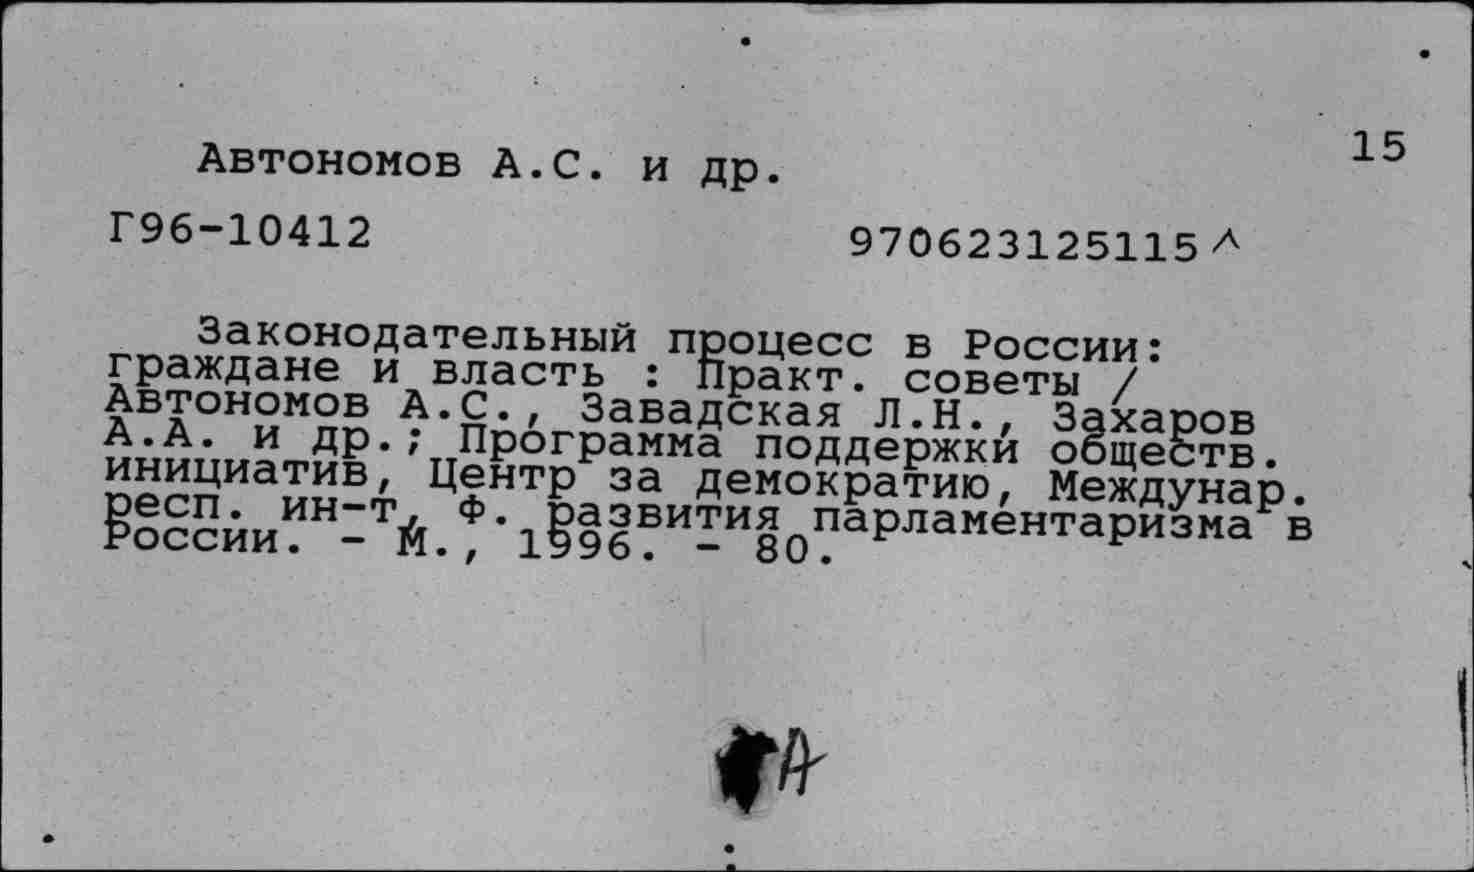 15
Автономов А.С. и др.
Г96-10412
970623125115 л
Законодательный процесс в России:
граждане и власть : Практ. советы /
Автономов А.С., Завадская Л.Н., Захаров
А.А. и др.; Программа поддержки обществ.
инициатив, Центр за демократию, Междунар.
респ. ин-т, Ф. развития парламентаризма в
России. - М., 1996. - 80.